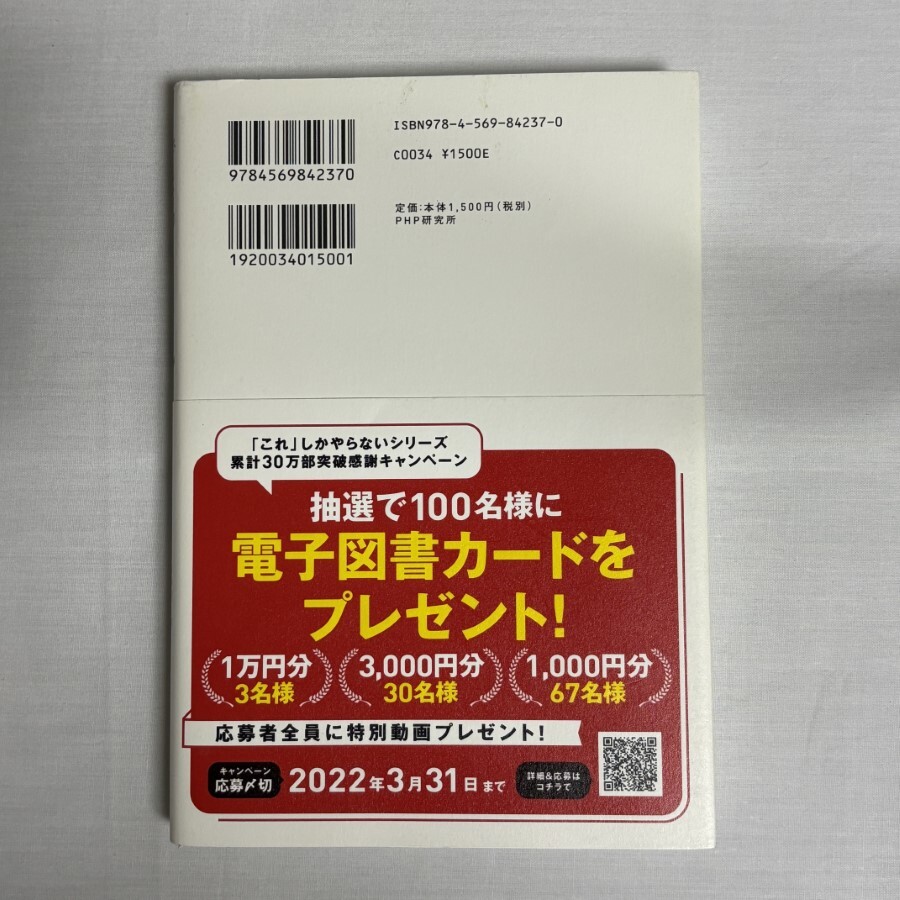 ISBN978-4-569-84237-0
C0034 ¥1500E
9784569842370
定価:本体1,500円(税別)
PHP研究所
1920034015001
「これ」しかやらないシリーズ
累計30万部突破感謝キャンペーン
抽選で100名様に
電子図書カードを
プレゼント!
1万円分
3名様
3,000円分
30名様
1,000円分
67名様
応募者全員に特別動画プレゼント!
キャンペーン
応募〆切
2022年3月31日まで
詳細&応募は
コチラで